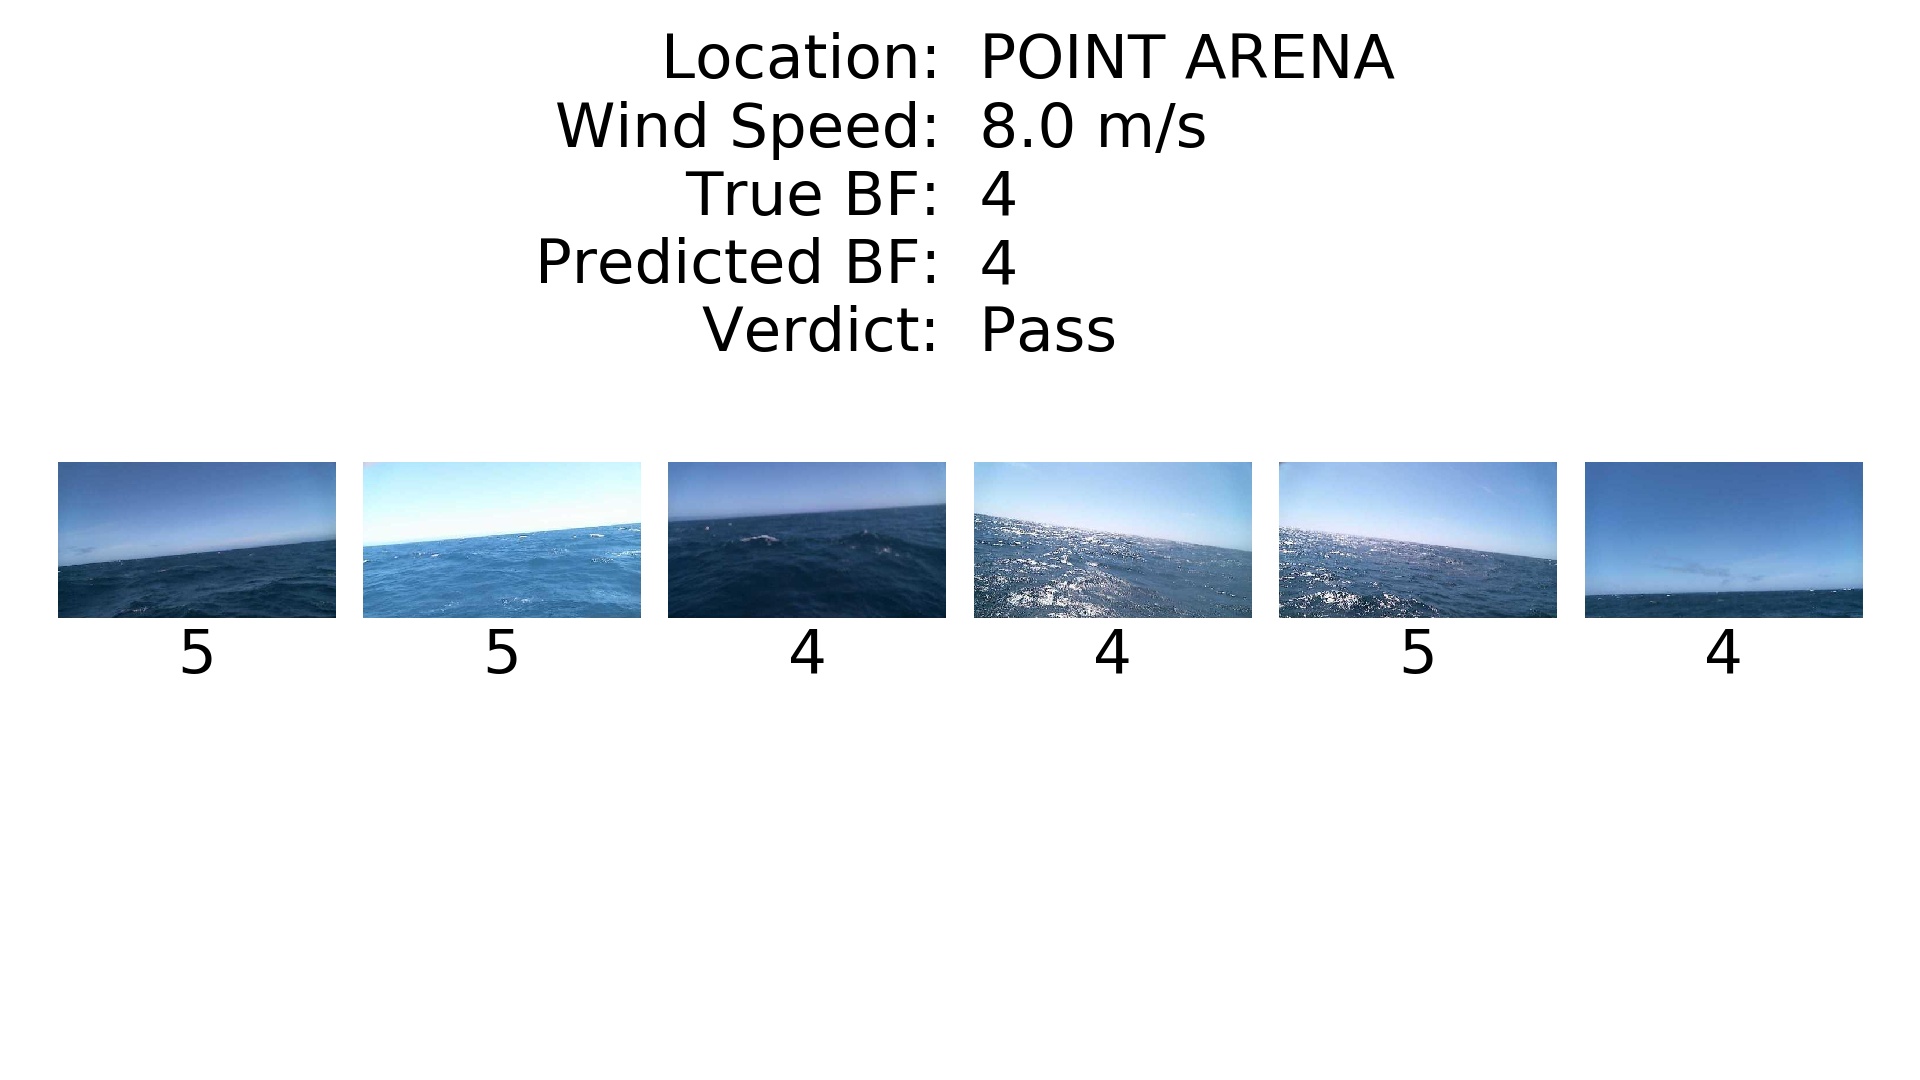 Location: POINT ARENA
Wind Speed: 8.0 m/s
True BF: 4
Predicted BF: 4
Verdict: Pass
5 5 4 4 5 4